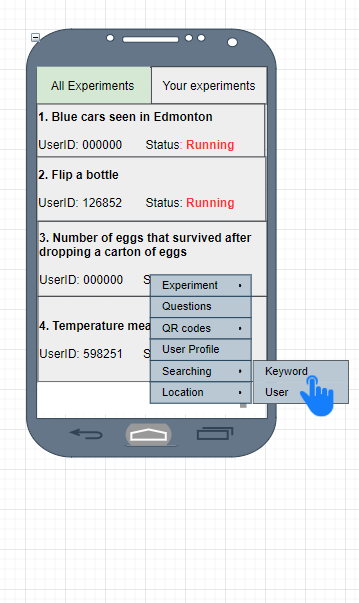 All Experiments Your experiments
1. Blue cars seen in Edmonton
UserID: 000000 Status: Running
2. Flip a bottle
UserID: 126852 Status: Running
3. Number of eggs that survived after
dropping a carton of eggs
UserID: 000000 S
4. Temperature mea
UserID: 598251 S
Experiment
Questions
QR codes
User Profile
Searching
Location
Keyword
User